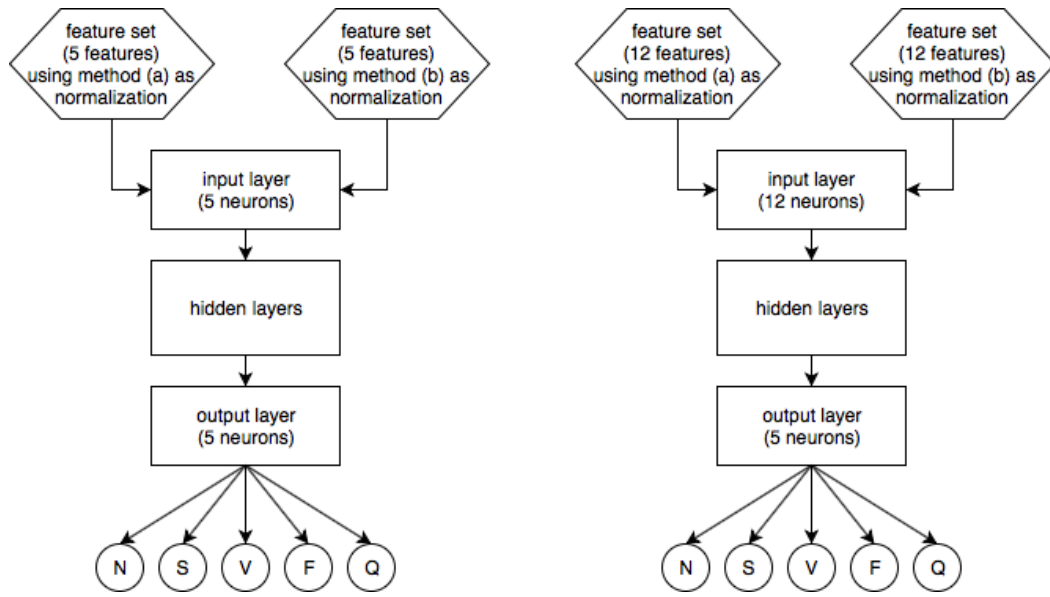 feature set
(5 features)
using method (a) as
normalization
feature set
(5 features)
using method (b) as
normalization
input layer
(5 neurons)
hidden layers
output layer
(5 neurons)
N
S
V
F
Q
feature set
(12 features)
using method (a) as
normalization
feature set
(12 features)
using method (b) as
normalization
input layer
(12 neurons)
hidden layers
output layer
(5 neurons)
N
S
V
F
Q